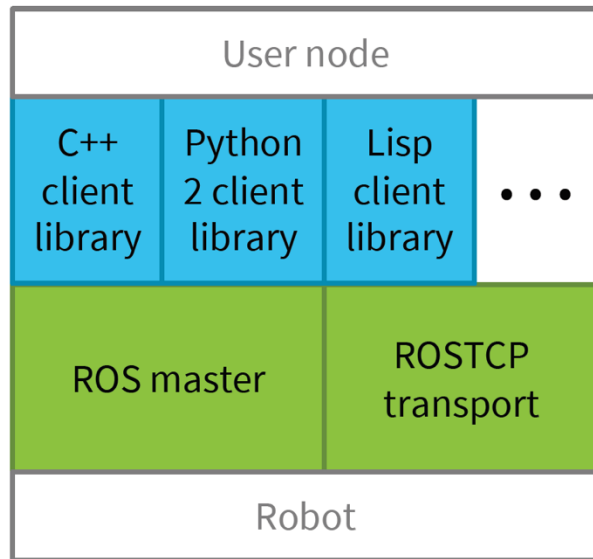 User node
C++
client
library
Python
2 client
library
Lisp
client
library
...
ROS master
ROSTCP
transport
Robot